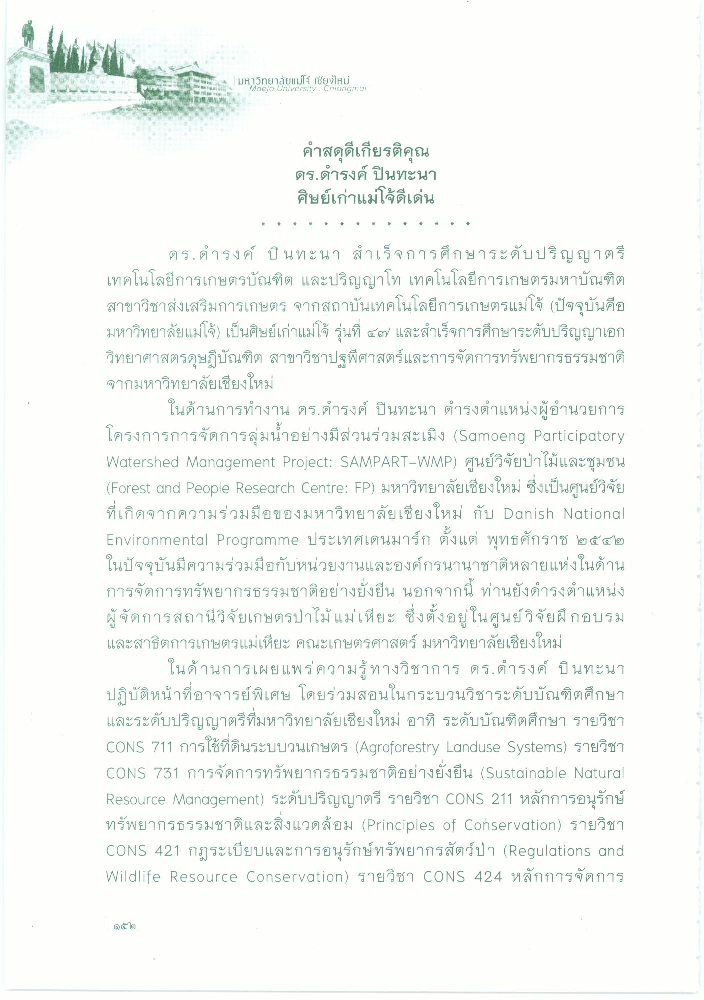 มหาวิทยาลัยแม่โจ้ เชียงใหม่
Maejo University : Chiangmai
คำสดุดีเกียรติคุณ
ดร.ดำรงค์ ปินทะนา
ศิษย์เก่าแม่โจ้ดีเด่น
* * * * * * * * * * * * * *
ดร.ดำรงค์ ปินทะนา สำเร็จการศึกษาระดับปริญญาตรี
เทคโนโลยีการเกษตรบัณฑิต และปริญญาโท เทคโนโลยีการเกษตรมหาบัณฑิต
สาขาวิชาส่งเสริมการเกษตร จากสถาบันเทคโนโลยีการเกษตรแม่โจ้ (ปัจจุบันคือ
มหาวิทยาลัยแม่โจ้) เป็นศิษย์เก่าแม่โจ้ รุ่นที่ ๔๗ และสำเร็จการศึกษาระดับปริญญาเอก
วิทยาศาสตรดุษฎีบัณฑิต สาขาวิชาปฐพีศาสตร์และการจัดการทรัพยากรธรรมชาติ
จากมหาวิทยาลัยเชียงใหม่
ในด้านการทำงาน ดร.ดำรงค์ ปินทะนา ดำรงตำแหน่งผู้อำนวยการ
โครงการการจัดการลุ่มน้ำอย่างมีส่วนร่วมสะเมิง (Samoeng Participatory
Watershed Management Project: SAMPART-WMP) ศูนย์วิจัยป่าไม้และชุมชน
(Forest and People Research Centre: FP) มหาวิทยาลัยเชียงใหม่ ซึ่งเป็นศูนย์วิจัย
ที่เกิดจากความร่วมมือของมหาวิทยาลัยเชียงใหม่ กับ Danish National
Environmental Programme ประเทศเดนมาร์ก ตั้งแต่ พุทธศักราช ๒๕๔๒
ในปัจจุบันมีความร่วมมือกับหน่วยงานและองค์กรนานาชาติหลายแห่งในด้าน
การจัดการทรัพยากรธรรมชาติอย่างยั่งยืน นอกจากนี้ ท่านยังดำรงตำแหน่ง
ผู้จัดการสถานีวิจัยเกษตรป่าไม้แม่เหียะ ซึ่งตั้งอยู่ในศูนย์วิจัยฝึกอบรม
และสาธิตการเกษตรแม่เหียะ คณะเกษตรศาสตร์ มหาวิทยาลัยเชียงใหม่
ในด้านการเผยแพร่ความรู้ทางวิชาการ ดร.ดำรงค์ ปินทะนา
ปฏิบัติหน้าที่อาจารย์พิเศษ โดยร่วมสอนในกระบวนวิชาระดับบัณฑิตศึกษา
และระดับปริญญาตรีที่มหาวิทยาลัยเชียงใหม่ อาทิ ระดับบัณฑิตศึกษา รายวิชา
CONS 711 การใช้ที่ดินระบบวนเกษตร (Agroforestry Landuse Systems) รายวิชา
CONS 731 การจัดการทรัพยากรธรรมชาติอย่างยั่งยืน (Sustainable Natural
Resource Management) ระดับปริญญาตรี รายวิชา CONS 211 หลักการอนุรักษ์
ทรัพยากรธรรมชาติและสิ่งแวดล้อม (Principles of Conservation) รายวิชา
CONS 421 กฎระเบียบและการอนุรักษ์ทรัพยากรสัตว์ป่า (Regulations and
Wildlife Resource Conservation) รายวิชา CONS 424 หลักการจัดการ
๑๕๒